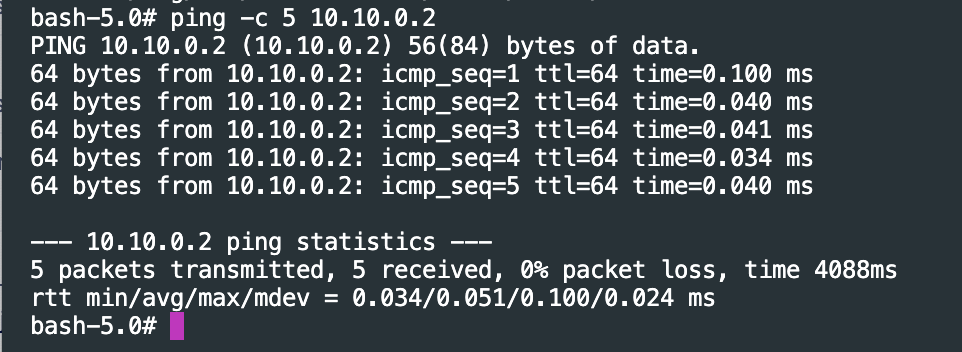 bash-5.0# ping -c 5 10.10.0.2
PING 10.10.0.2 (10.10.0.2) 56(84) bytes of data.
64 bytes from 10.10.0.2: icmp_seq=1 ttl=64 time=0.100 ms
64 bytes from 10.10.0.2: icmp_seq=2 ttl=64 time=0.040 ms
64 bytes from 10.10.0.2: icmp_seq=3 ttl=64 time=0.041 ms
64 bytes from 10.10.0.2: icmp_seq=4 ttl=64 time=0.034 ms
64 bytes from 10.10.0.2: icmp_seq=5 ttl=64 time=0.040 ms
--- 10.10.0.2 ping statistics ---
5 packets transmitted, 5 received, 0% packet loss, time 4088ms
rtt min/avg/max/mdev = 0.034/0.051/0.100/0.024 ms
bash-5.0#